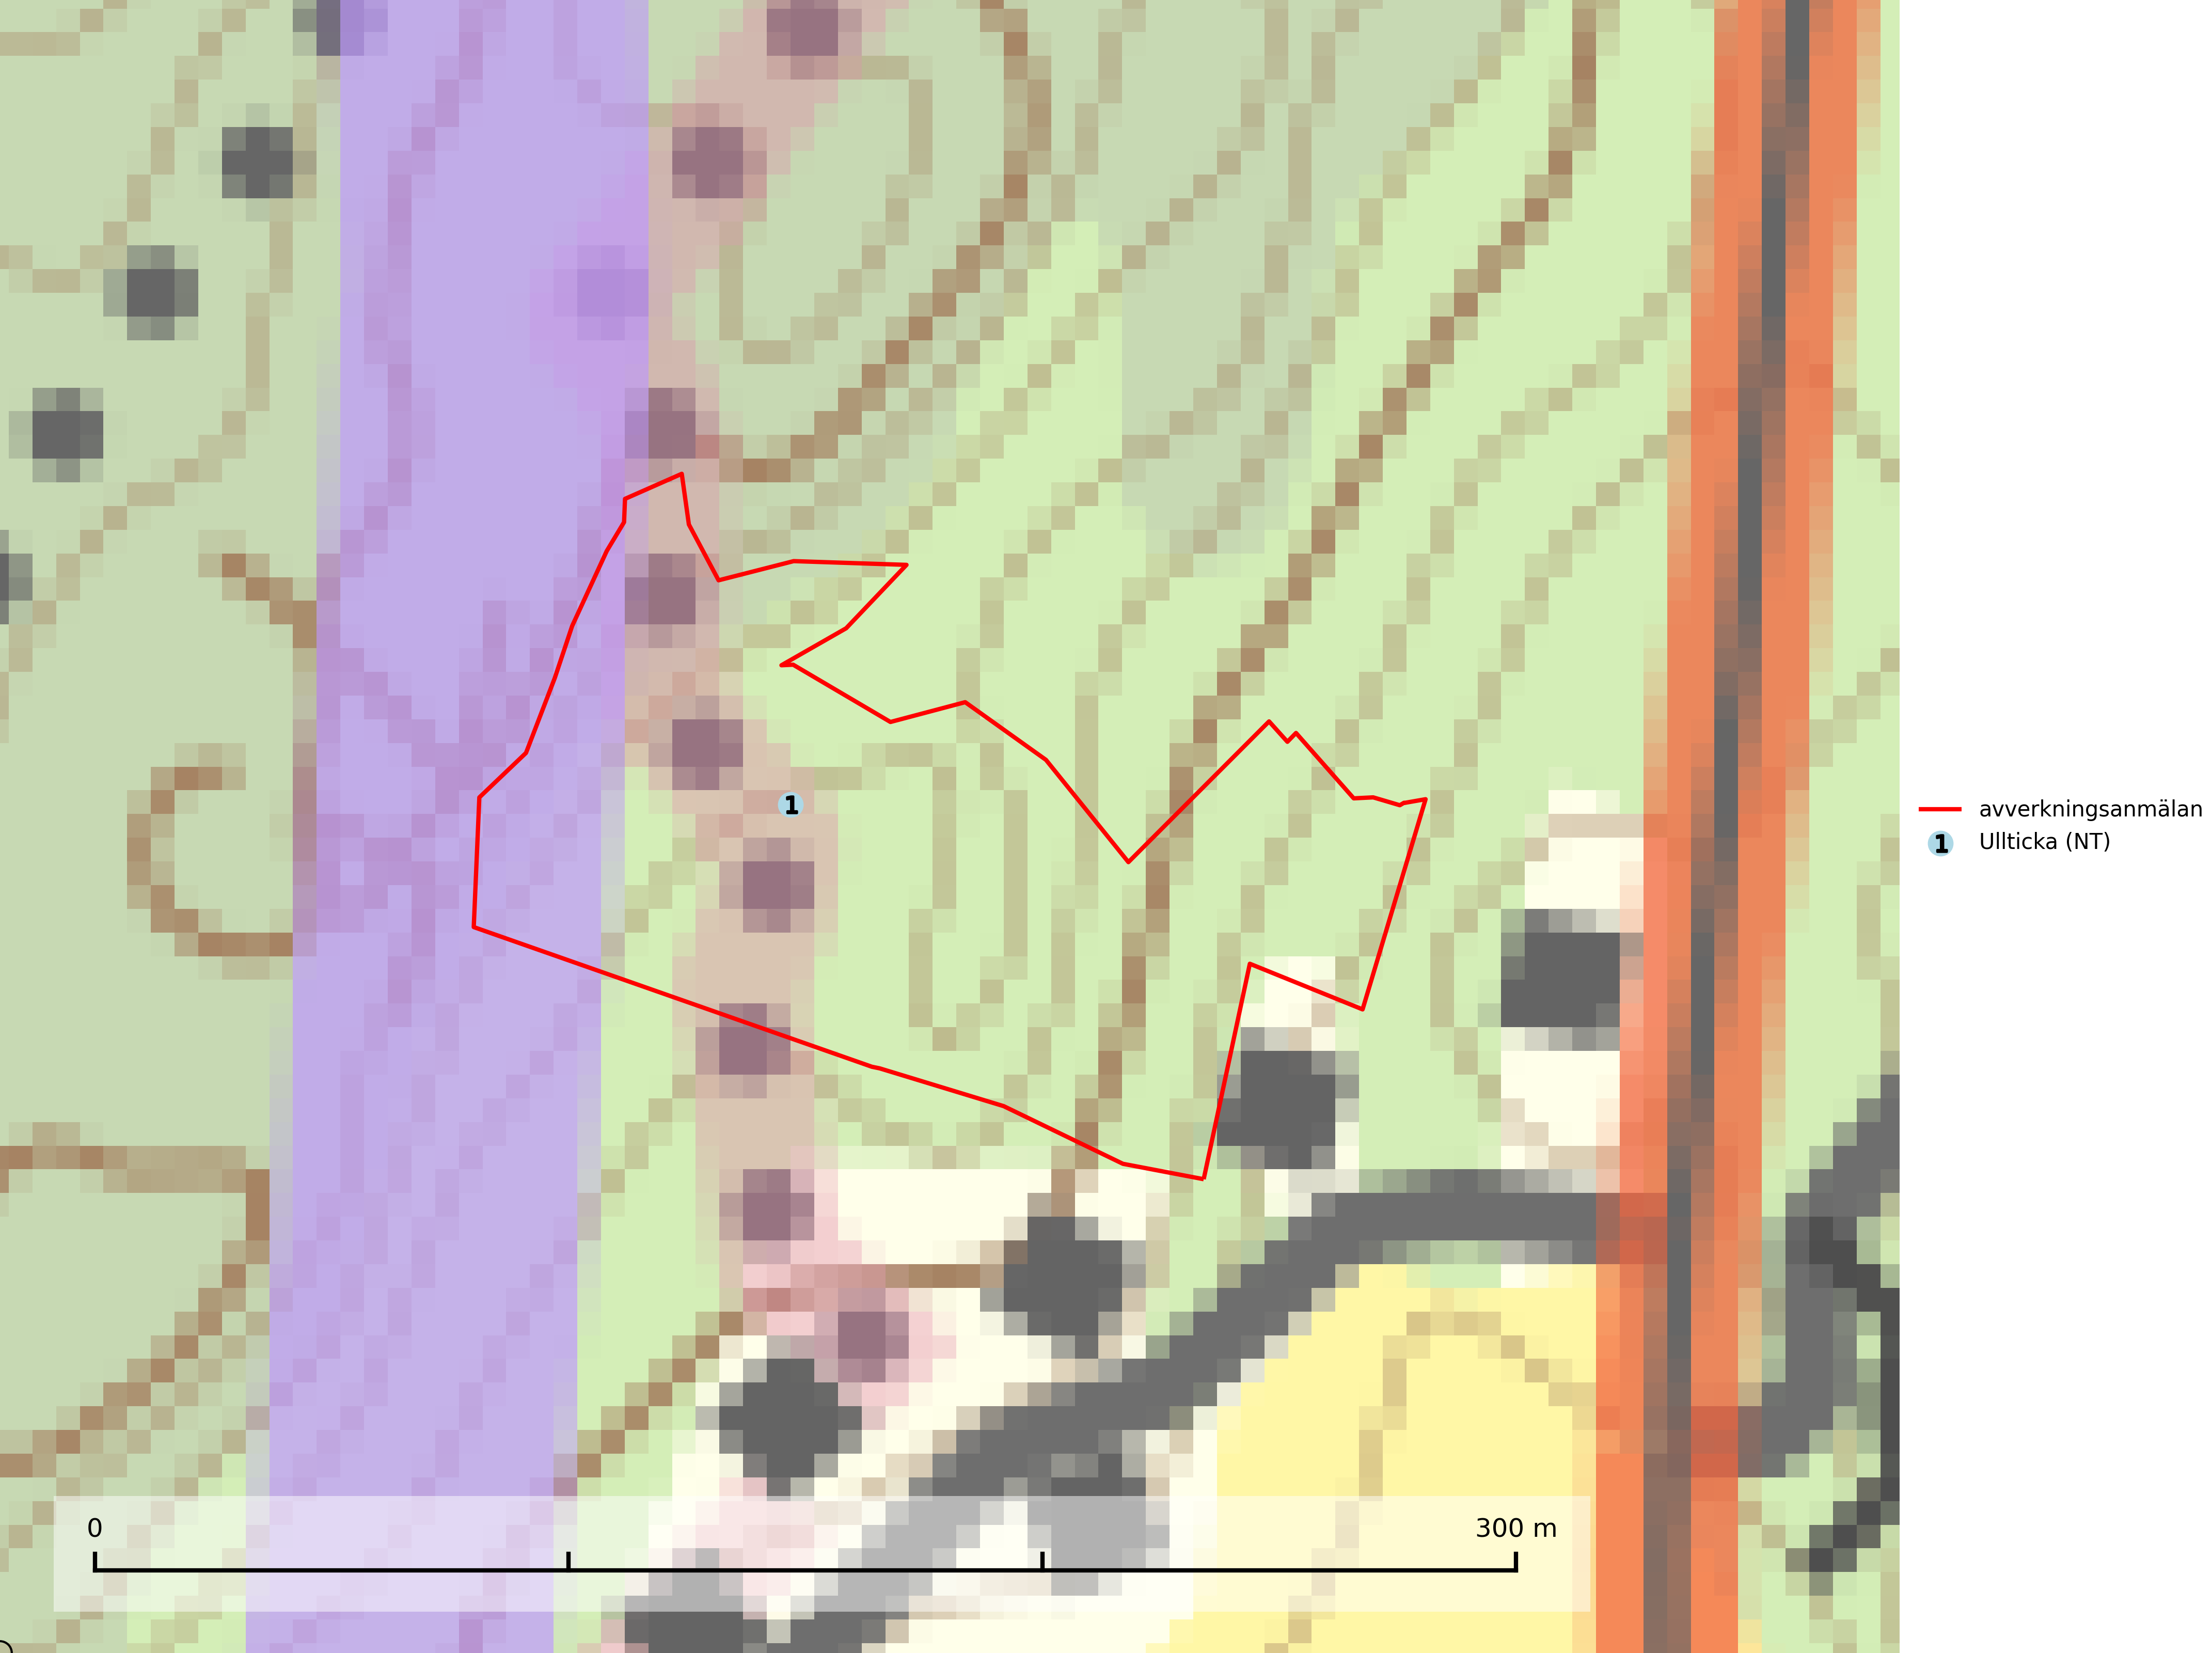 1
avverkningsanmälan
1 Ullticka (NT)
0 300 m